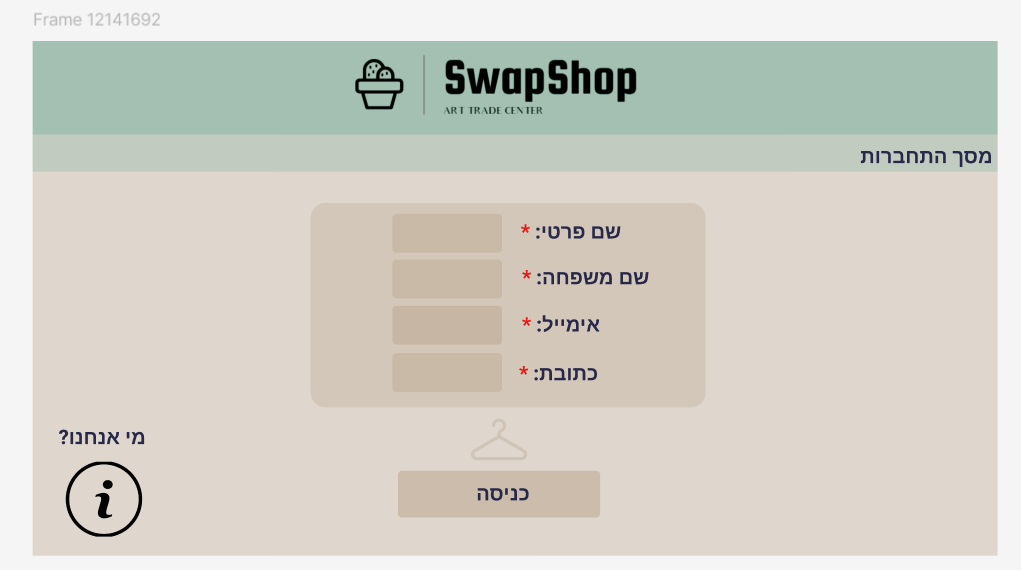 Frame 12141692
SwapShop
ART TRADE CENTER
מסך התחברות
שם פרטי: *
שם משפחה: *
אימייל: *
כתובת: *
מי אנחנו?
i
כניסה